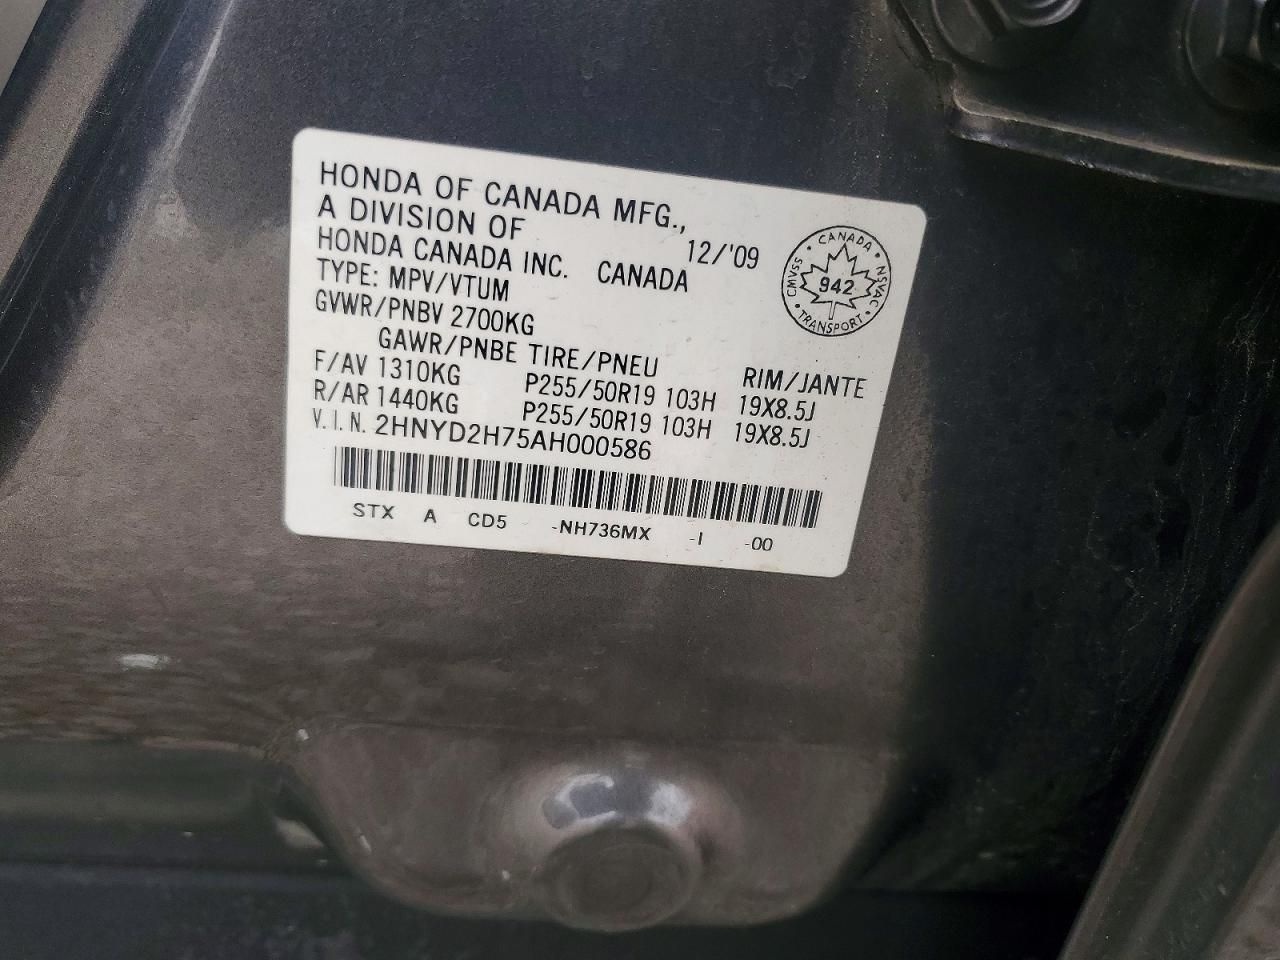 HONDA OF CANADA MFG.,
A DIVISION OF
HONDA CANADA INC. CANADA 12/'09
TYPE: MPV/VTUM
GVWR/PNBV 2700KG
GAWR/PNBE TIRE/PNEU RIM/JANTE
F/AV 1310KG P255/50R19 103H 19X8.5J
R/AR 1440KG P255/50R19 103H 19X8.5J
V.I.N. 2HNYD2H75AH000586
STX A CD5 -NH736MX -I -00
CANADA • NSVAC • TRANSPORT • CMVSS •
942